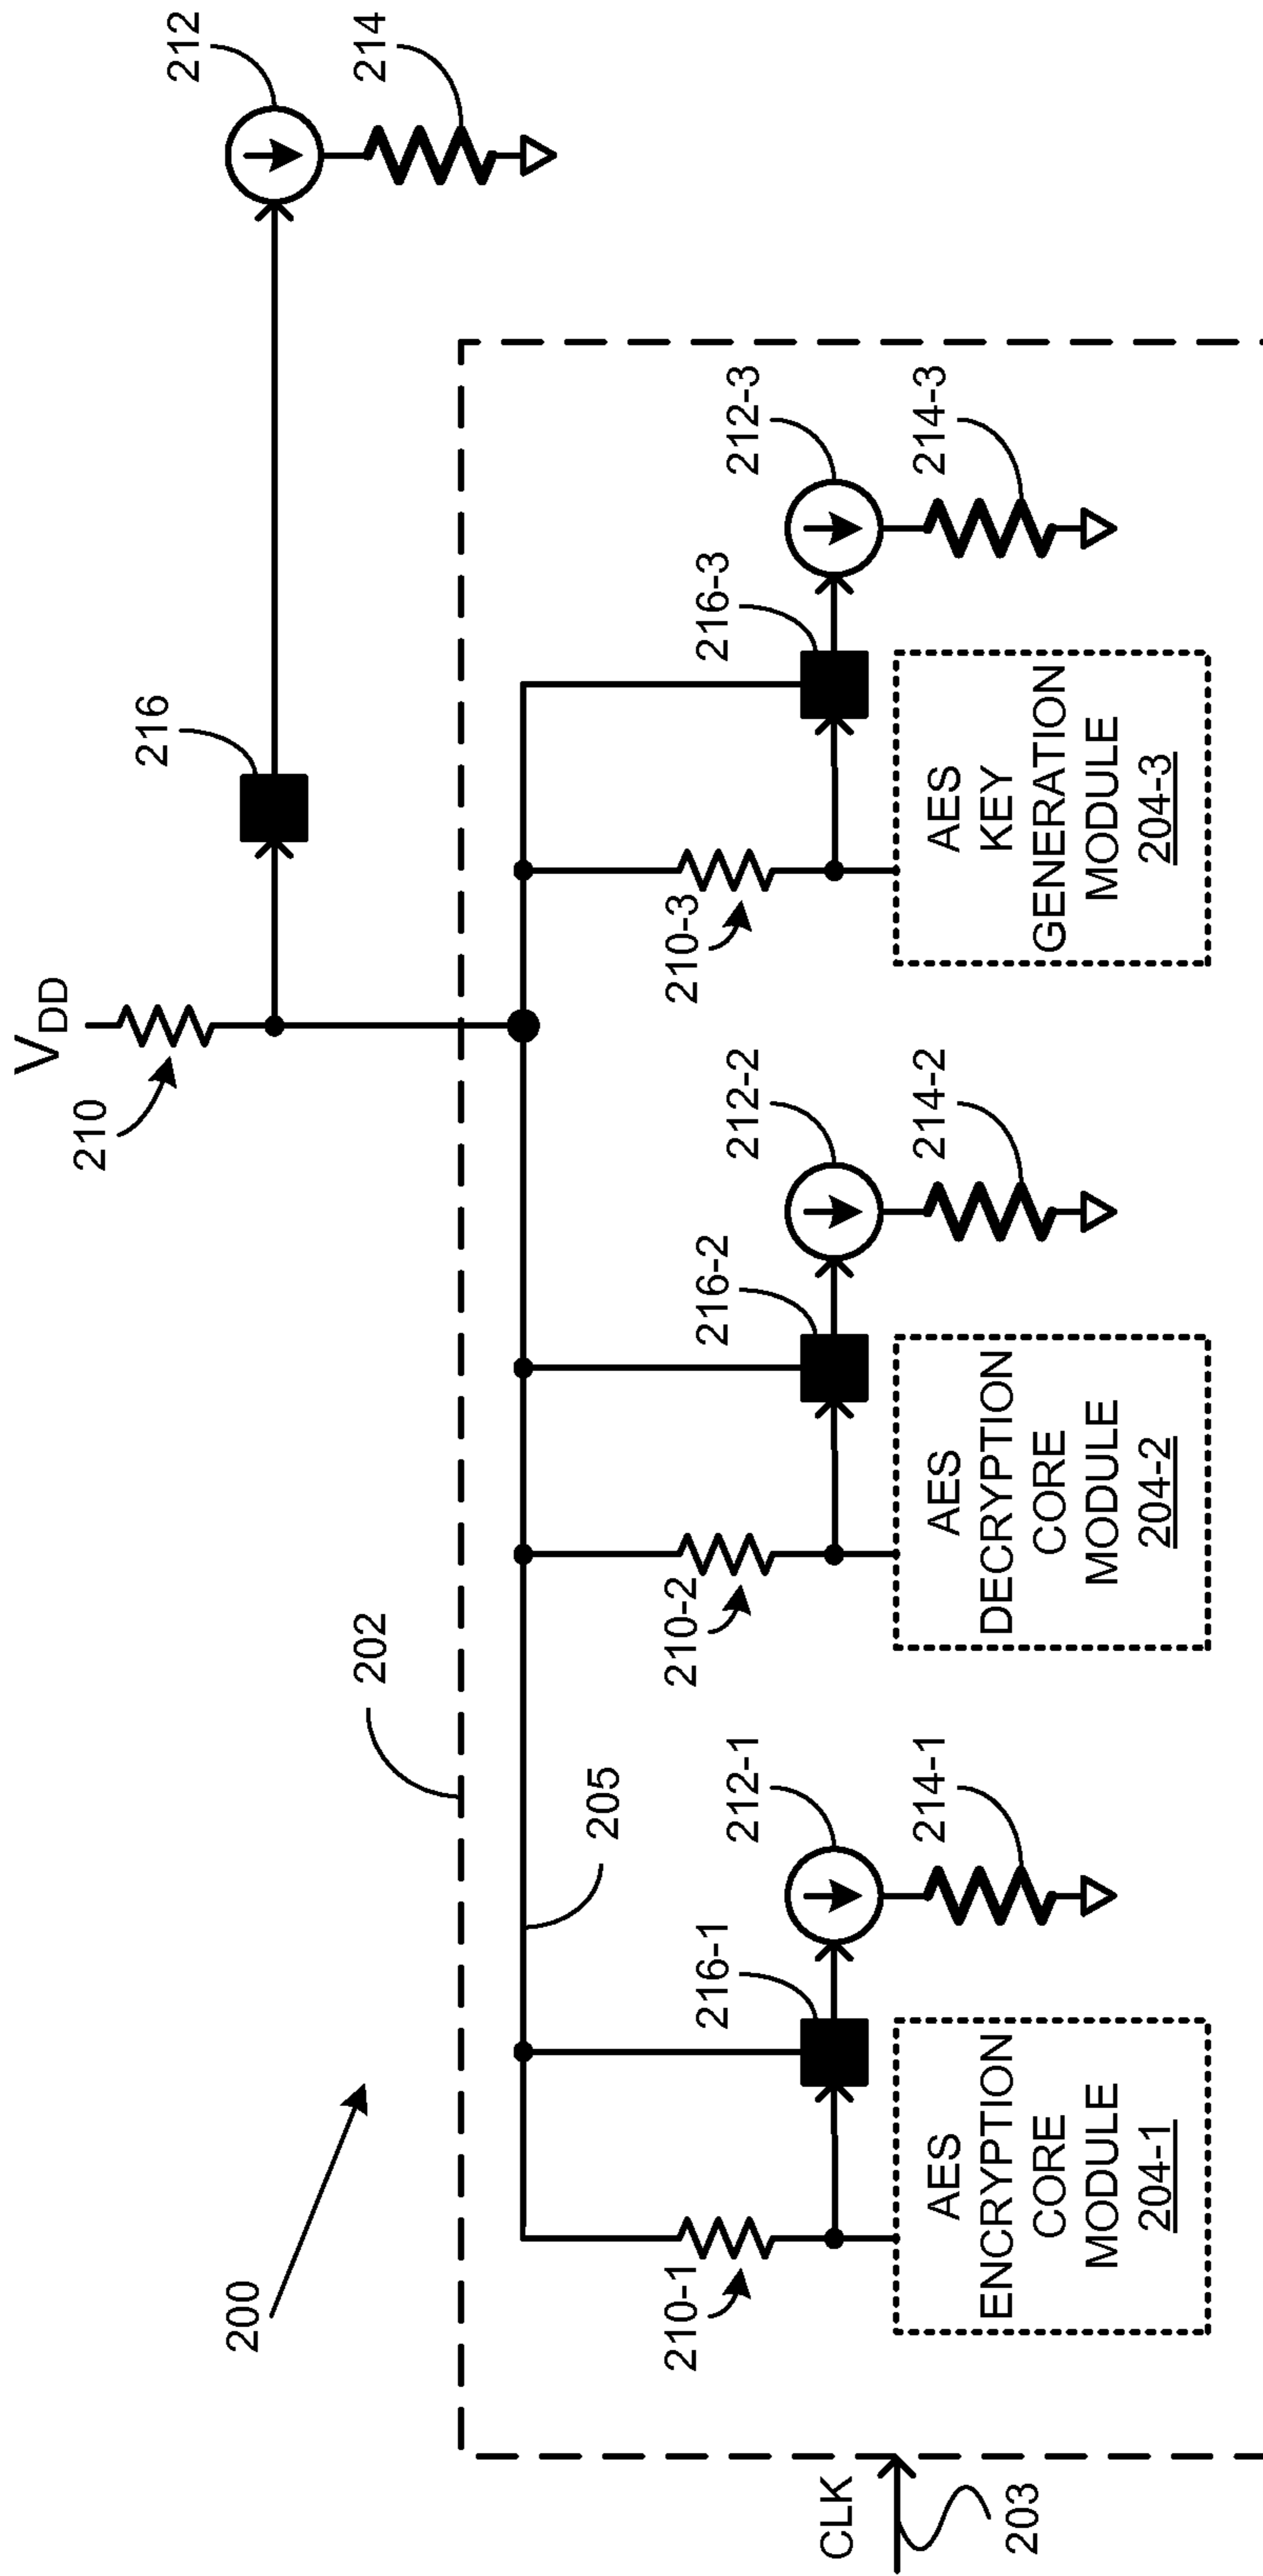 200
V_DD
210
216
212
214
202
205
CLK
203
210-1
216-1
212-1
214-1
AES
ENCRYPTION
CORE
MODULE
204-1
210-2
216-2
212-2
214-2
AES
DECRYPTION
CORE
MODULE
204-2
210-3
216-3
212-3
214-3
AES
KEY
GENERATION
MODULE
204-3